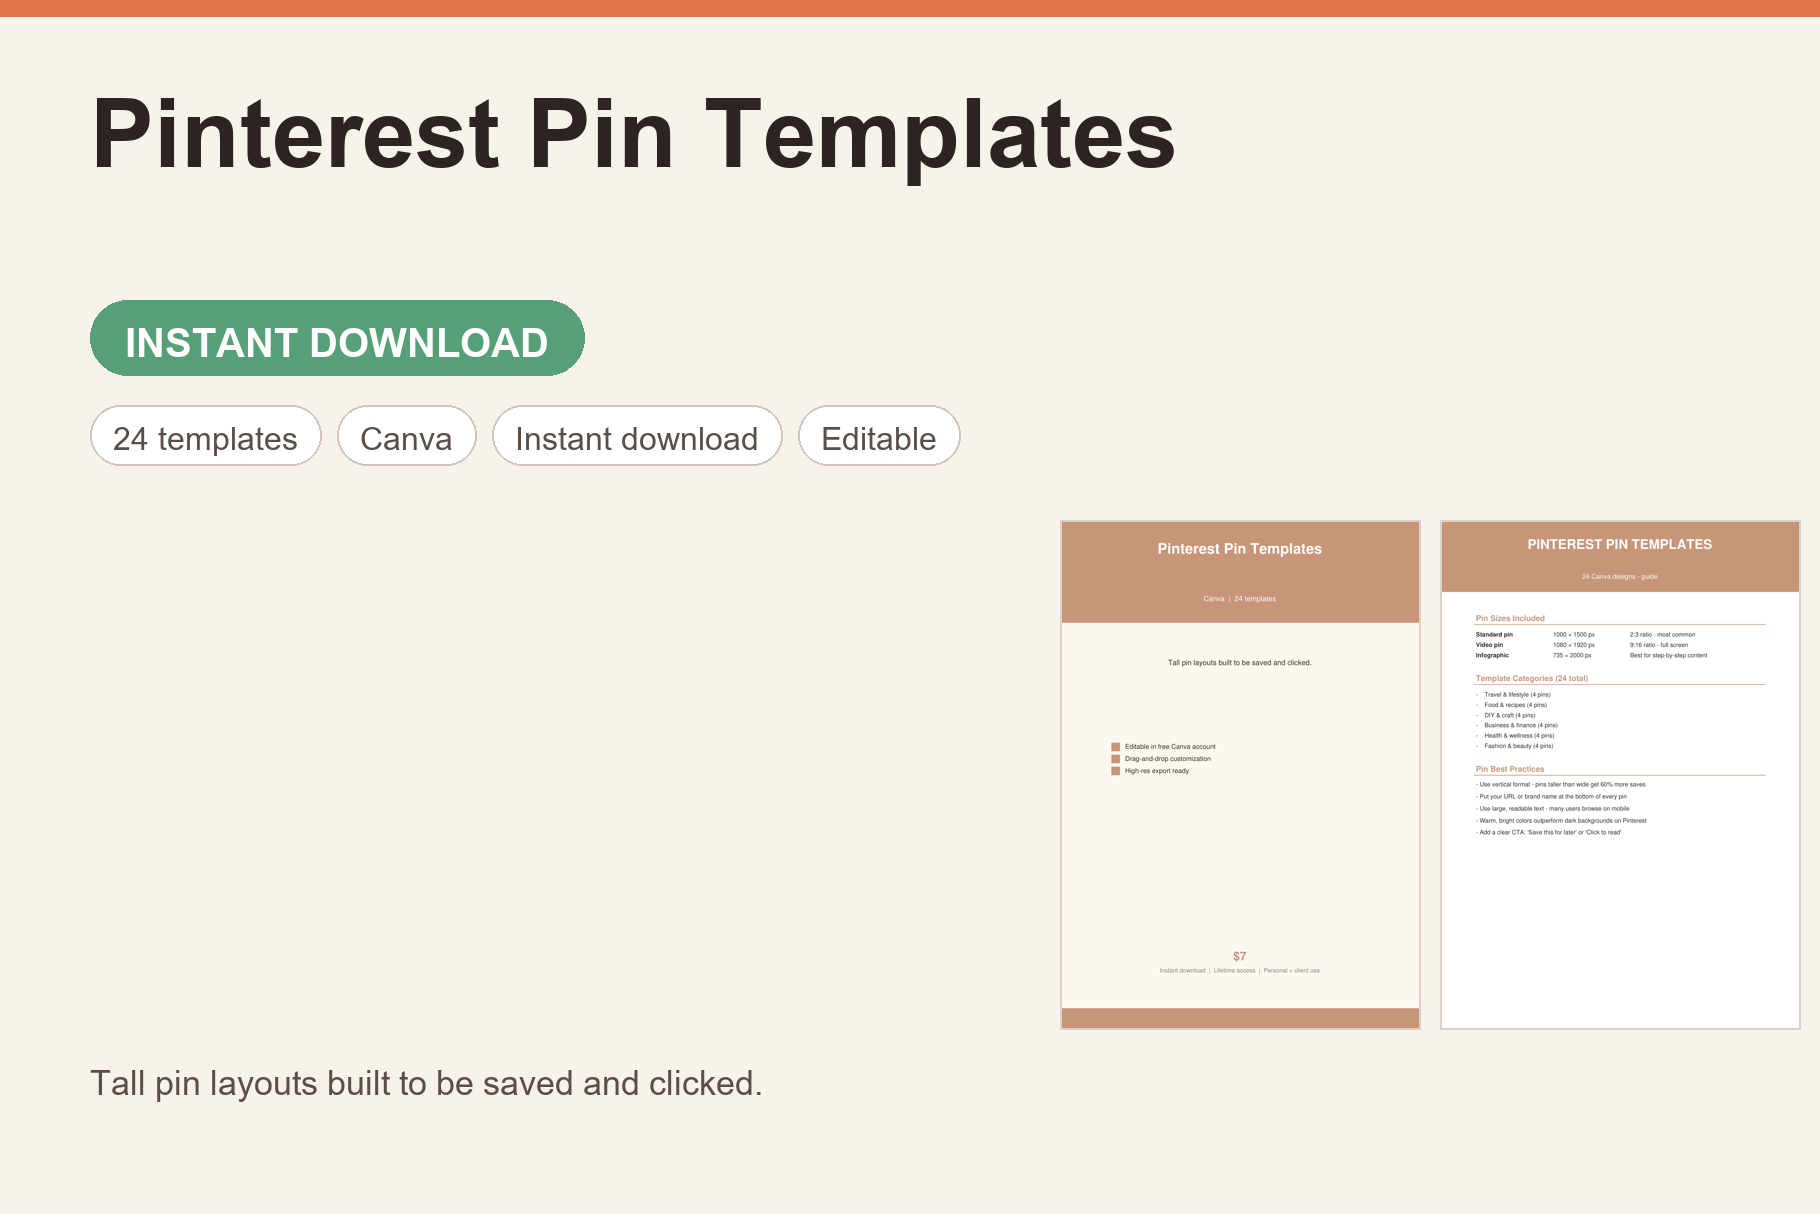 Pinterest Pin Templates
INSTANT DOWNLOAD
24 templates
Canva
Instant download
Editable
Pinterest Pin Templates
Canva | 24 templates
Tall pin layouts built to be saved and clicked.
Editable in free Canva account
Drag-and-drop customization
High-res export ready
$7
Instant download | Lifetime access | Personal + client use
PINTEREST PIN TEMPLATES
24 Canva designs - guide
Pin Sizes Included
Standard pin 1000 × 1500 px 2:3 ratio - most common
Video pin 1080 × 1920 px 9:16 ratio - full screen
Infographic 735 × 2000 px Best for step-by-step content
Template Categories (24 total)
- Travel & lifestyle (4 pins)
- Food & recipes (4 pins)
- DIY & craft (4 pins)
- Business & finance (4 pins)
- Health & wellness (4 pins)
- Fashion & beauty (4 pins)
Pin Best Practices
- Use vertical format - pins taller than wide get 60% more saves
- Put your URL or brand name at the bottom of every pin
- Use large, readable text - many users browse on mobile
- Warm, bright colors outperform dark backgrounds on Pinterest
- Add a clear CTA: 'Save this for later' or 'Click to read'
Tall pin layouts built to be saved and clicked.